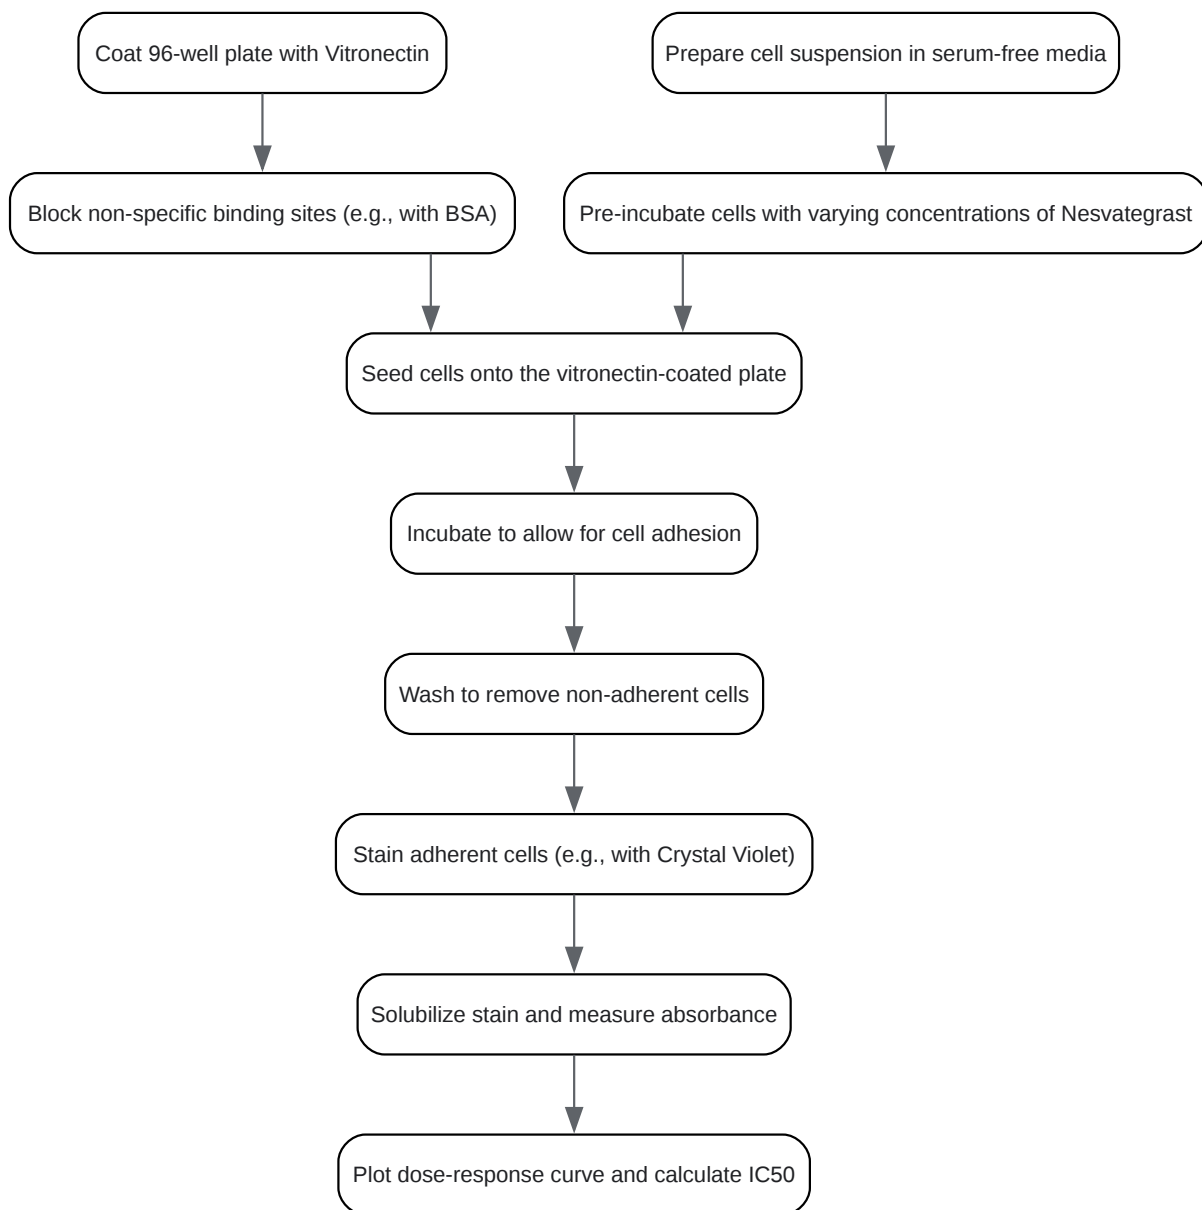 Coat 96-well plate with Vitronectin
Prepare cell suspension in serum-free media
Block non-specific binding sites (e.g., with BSA)
Pre-incubate cells with varying concentrations of Nesvategrast
Seed cells onto the vitronectin-coated plate
Incubate to allow for cell adhesion
Wash to remove non-adherent cells
Stain adherent cells (e.g., with Crystal Violet)
Solubilize stain and measure absorbance
Plot dose-response curve and calculate IC50